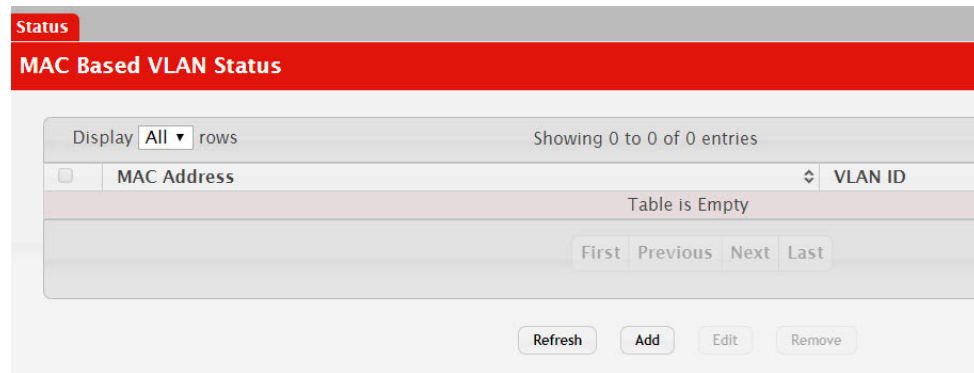 Status
MAC Based VLAN Status
Display All rows Showing 0 to 0 of 0 entries
MAC Address VLAN ID
Table is Empty
First Previous Next Last
Refresh Add Edit Remove